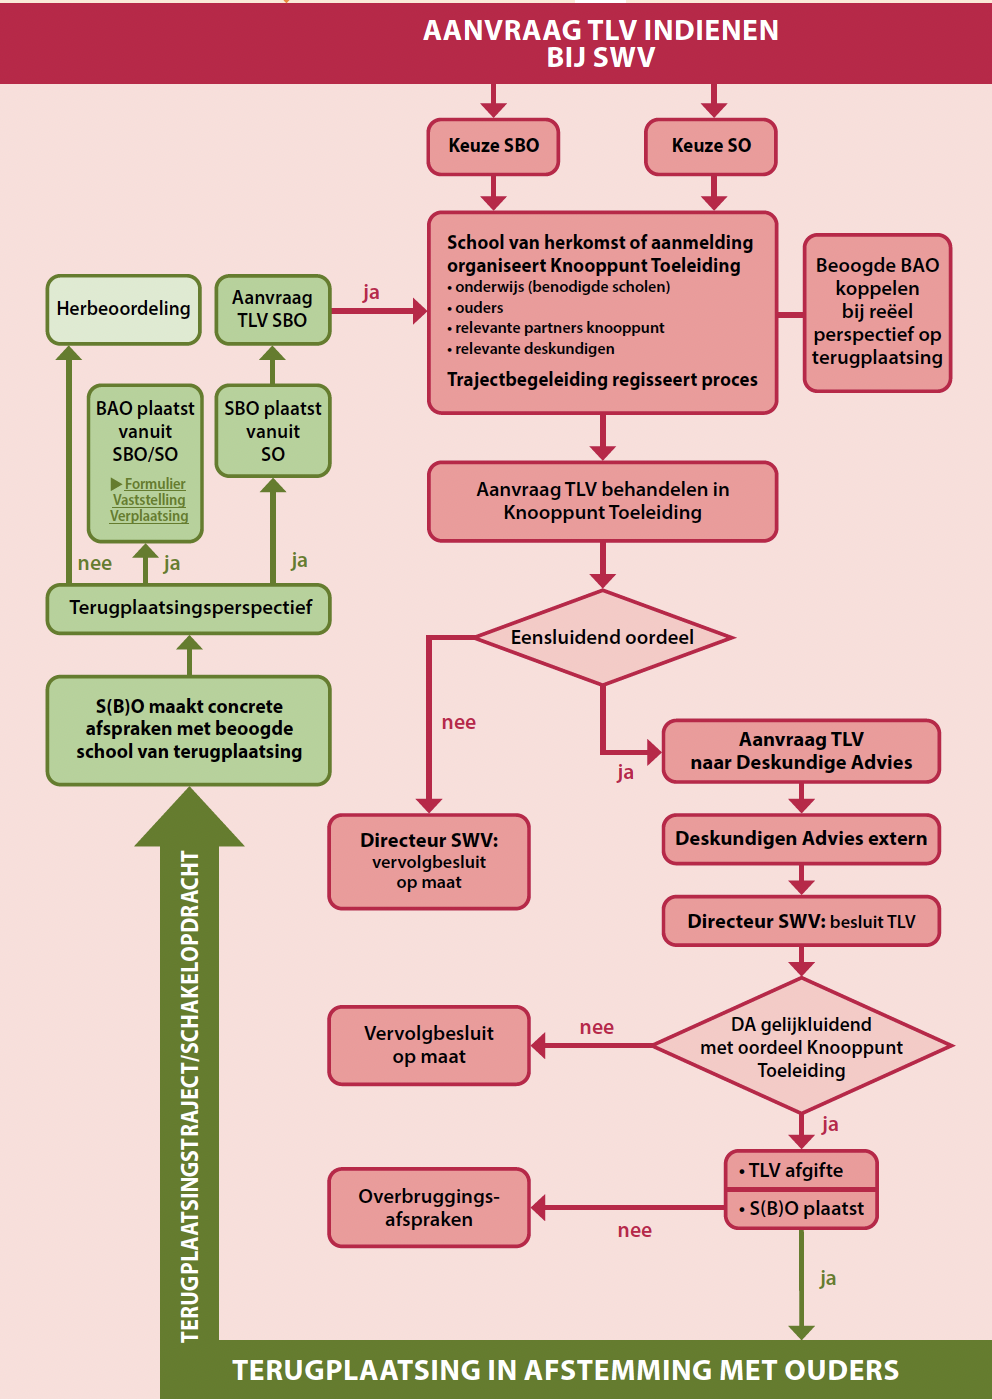 AANVRAAG TLV INDIENEN
BIJ SWV
Keuze SBO
Keuze SO
School van herkomst of aanmelding
organiseert Knooppunt Toeleiding
• onderwijs (benodigde scholen)
• ouders
• relevante partners knooppunt
• relevante deskundigen
Trajectbegeleiding regisseert proces
Beoogde BAO
koppelen
bij reëel
perspectief op
terugplaatsing
Herbeoordeling
Aanvraag
TLV SBO
ja
BAO plaatst
vanuit
SBO/SO
▶ Formulier
Vaststelling
Verplaatsing
SBO plaatst
vanuit
SO
nee
ja
ja
Terugplaatsingsperspectief
S(B)O maakt concrete
afspraken met beoogde
school van terugplaatsing
Aanvraag TLV behandelen in
Knooppunt Toeleiding
Eensluidend oordeel
nee
ja
Aanvraag TLV
naar Deskundige Advies
Directeur SWV:
vervolgbesluit
op maat
Deskundigen Advies extern
Directeur SWV: besluit TLV
DA gelijkluidend
met oordeel Knooppunt
Toeleiding
nee
Vervolgbesluit
op maat
ja
• TLV afgifte
• S(B)O plaatst
nee
Overbruggings-
afspraken
ja
TERUGPLAATSINGSTRAJECT/SCHAKELOPDRACHT
TERUGPLAATSING IN AFSTEMMING MET OUDERS